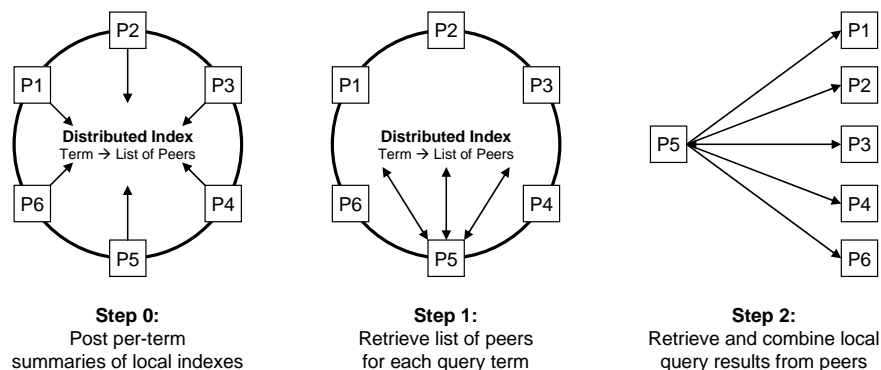 P2
P1
P3
Distributed Index
Term → List of Peers
P6
P4
P5
Step 0:
Post per-term
summaries of local indexes
P2
P1
P3
Distributed Index
Term → List of Peers
P6
P4
P5
Step 1:
Retrieve list of peers
for each query term
P1
P2
P5
P3
P4
P6
Step 2:
Retrieve and combine local
query results from peers